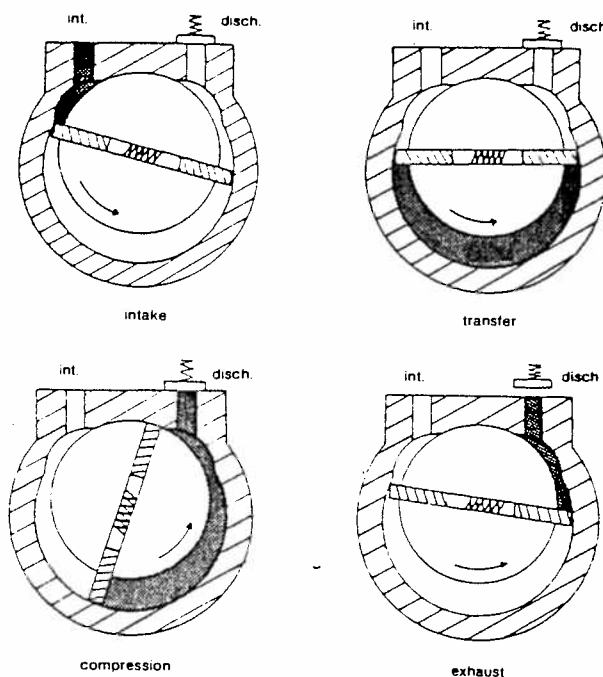 int. disch.
int. disch
intake
transfer
int. disch.
int. disch
compression
exhaust